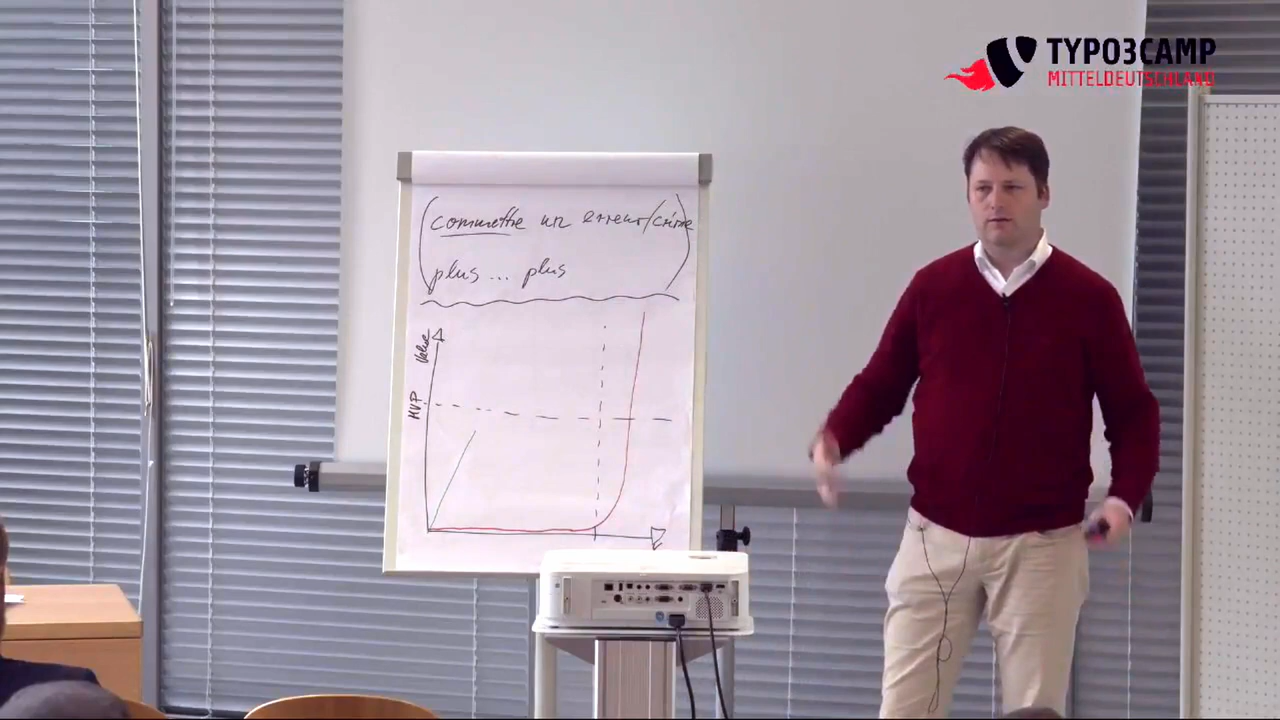 TYPO3CAMP
MITTELDEUTSCHLAND
(commettre un erreur/crime
plus ... plus)
Value
MVP